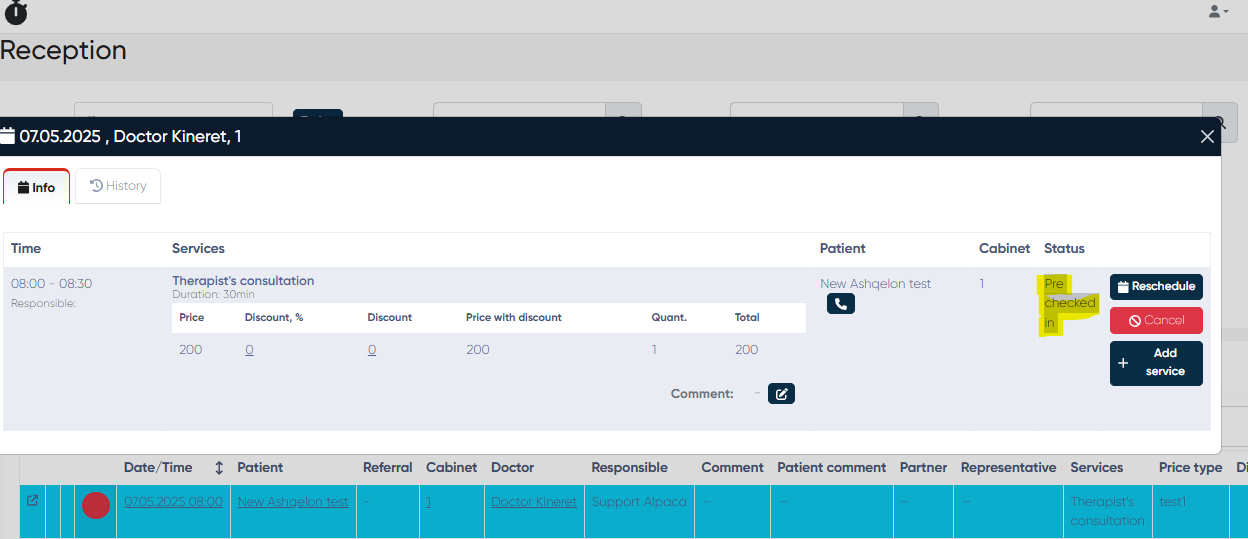 Reception
07.05.2025 , Doctor Kineret, 1
Info
History
Time Services Patient Cabinet Status
08:00 - 08:30
Responsible:
Therapist's consultation
Duration: 30min
Price Discount, % Discount Price with discount Quant. Total
200 0 0 200 1 200
Comment: -
New Ashqelon test
1
Pre
checked
in
Reschedule
Cancel
Add
service
Date/Time Patient Referral Cabinet Doctor Responsible Comment Patient comment Partner Representative Services Price type
07.05.2025 08:00 New Ashqelon test – 1 Doctor Kineret Support Alpaca – – – – Therapist's test1
consultation